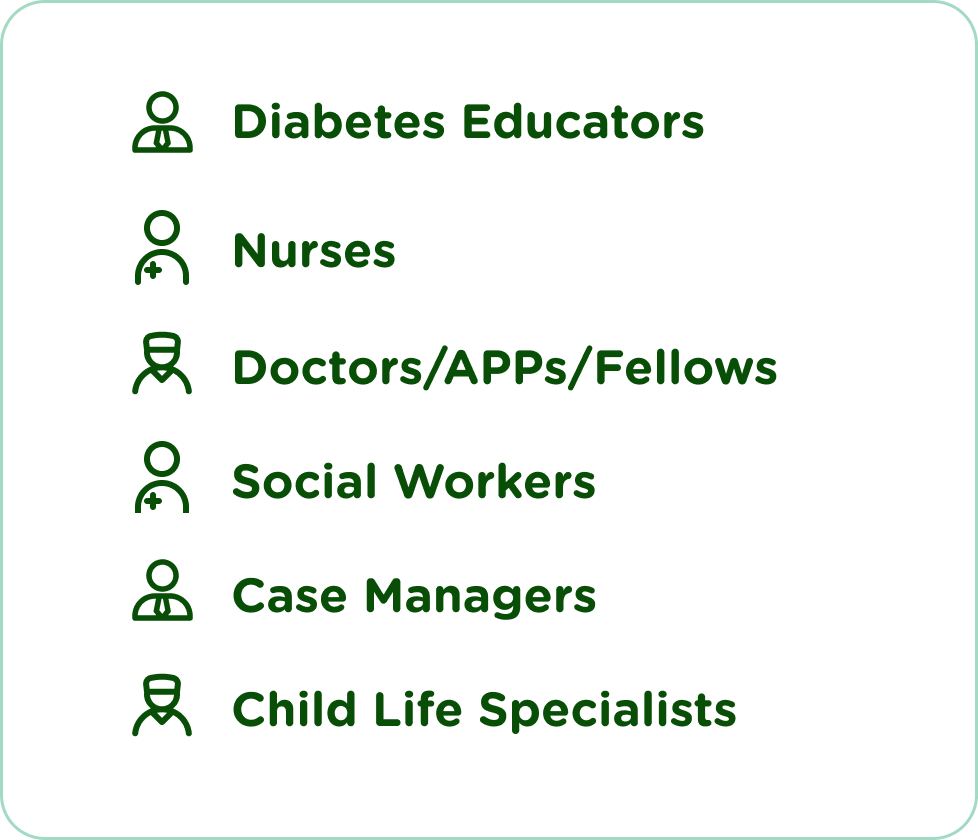 Diabetes Educators
Nurses
Doctors/APPs/Fellows
Social Workers
Case Managers
Child Life Specialists